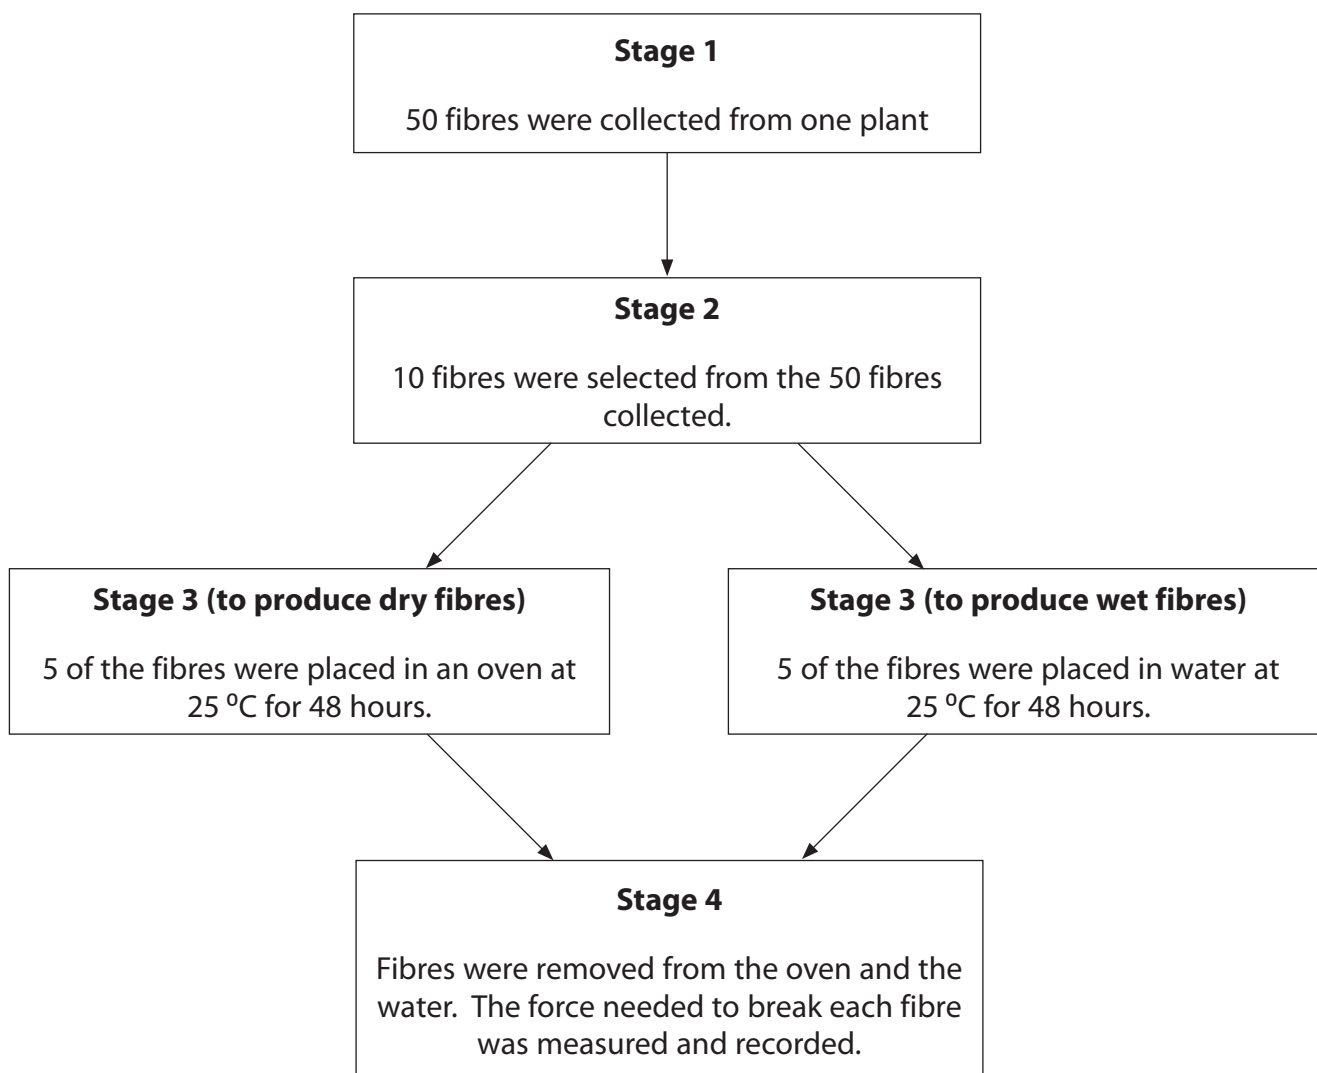 Stage 1
50 fibres were collected from one plant
Stage 2
10 fibres were selected from the 50 fibres
collected.
Stage 3 (to produce dry fibres)
5 of the fibres were placed in an oven at
25 ⁰C for 48 hours.
Stage 3 (to produce wet fibres)
5 of the fibres were placed in water at
25 ⁰C for 48 hours.
Stage 4
Fibres were removed from the oven and the
water.  The force needed to break each fibre
was measured and recorded.